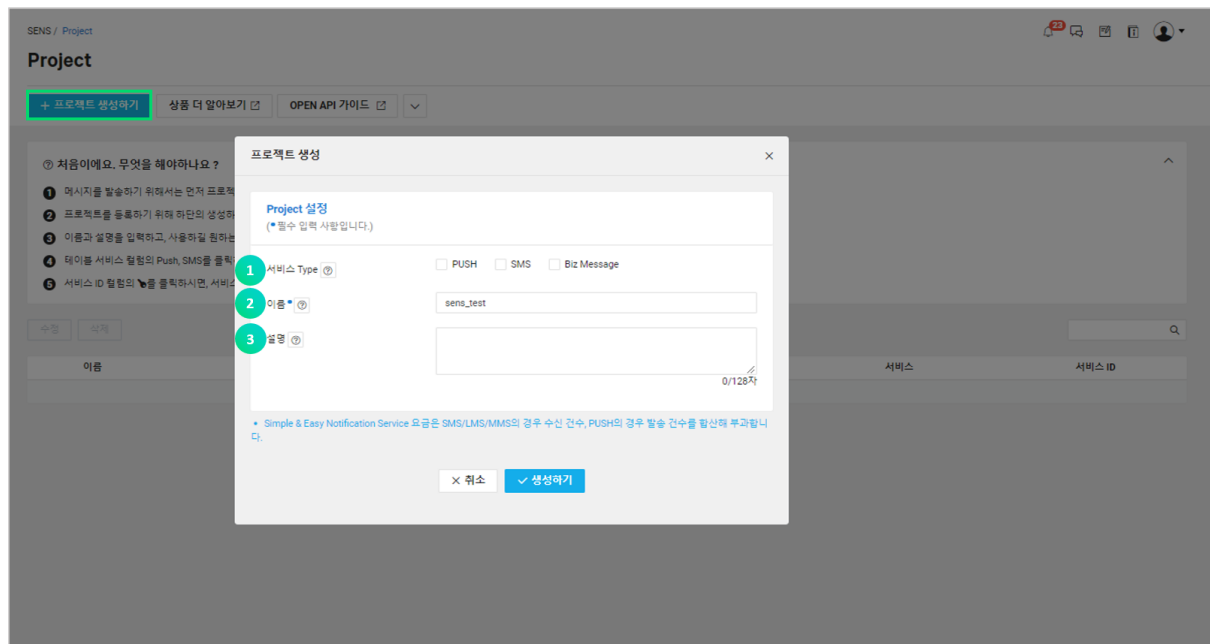 SENS / Project
23
Project
+ 프로젝트 생성하기
상품 더 알아보기
OPEN API 가이드
처음이에요. 무엇을 해야하나요 ?
1 메시지를 발송하기 위해서는 먼저 프로젝
2 프로젝트를 등록하기 위해 하단의 생성하
3 이름과 설명을 입력하고, 사용하길 원하는
4 테이블 서비스 컬럼의 Push, SMS를 클릭
5 서비스 ID 컬럼의 를 클릭하시면, 서비스
수정
삭제
이름
서비스
서비스 ID
프로젝트 생성
Project 설정
(•필수 입력 사항입니다.)
1 서비스 Type
PUSH
SMS
Biz Message
2 이름 •
sens_test
3 설명
0/128자
• Simple & Easy Notification Service 요금은 SMS/LMS/MMS의 경우 수신 건수, PUSH의 경우 발송 건수를 합산해 부과합니
다.
취소
생성하기